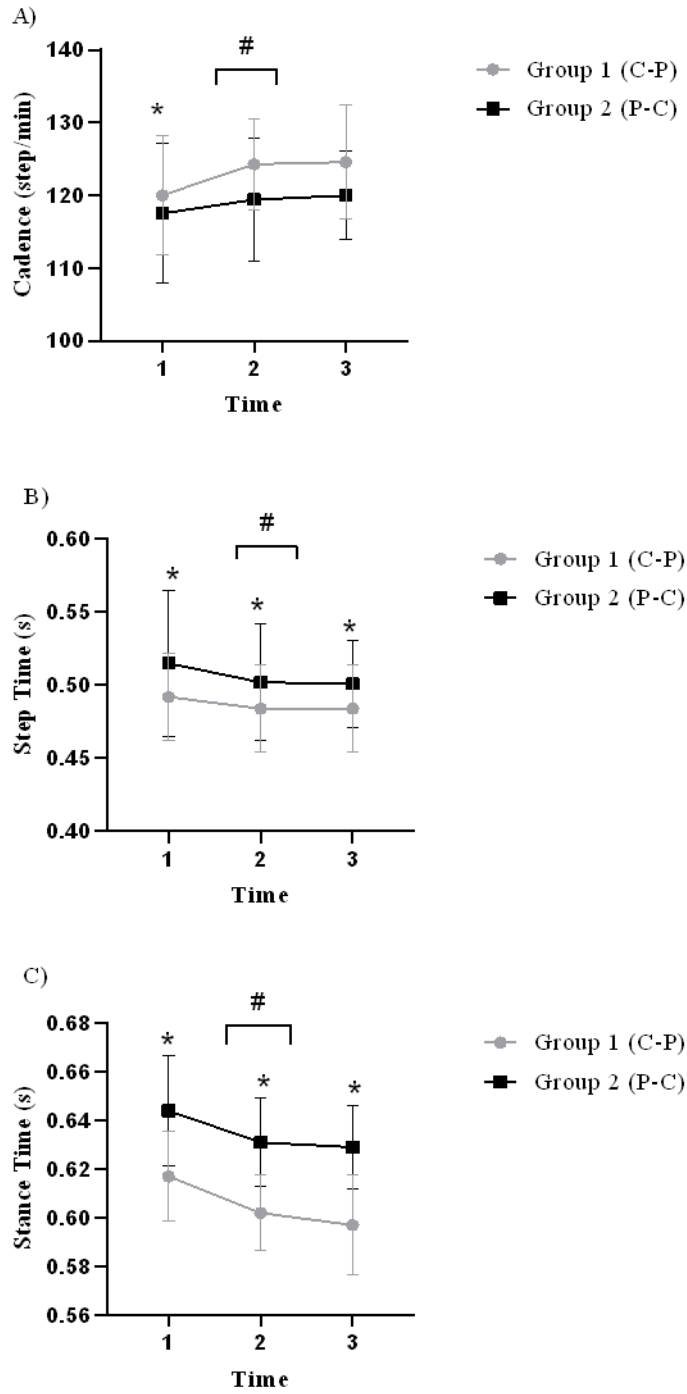 A)
Cadence (step/min)
140
130
120
110
100
*
#
1 2 3
Time
Group 1 (C-P)
Group 2 (P-C)
B)
Step Time (s)
0.60
0.55
0.50
0.45
0.40
* * *
#
1 2 3
Time
Group 1 (C-P)
Group 2 (P-C)
C)
Stance Time (s)
0.68
0.66
0.64
0.62
0.60
0.58
0.56
* * *
#
1 2 3
Time
Group 1 (C-P)
Group 2 (P-C)